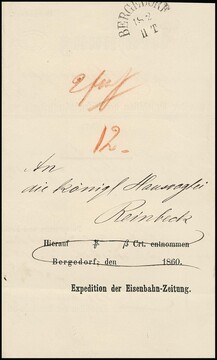 BERGEDORF
II T
12.
An
die königl Hausvogtei
Reinbeck
Hierauf ß Crt. entnommen
Bergedorf, den 1860.
Expedition der Eisenbahn-Zeitung.